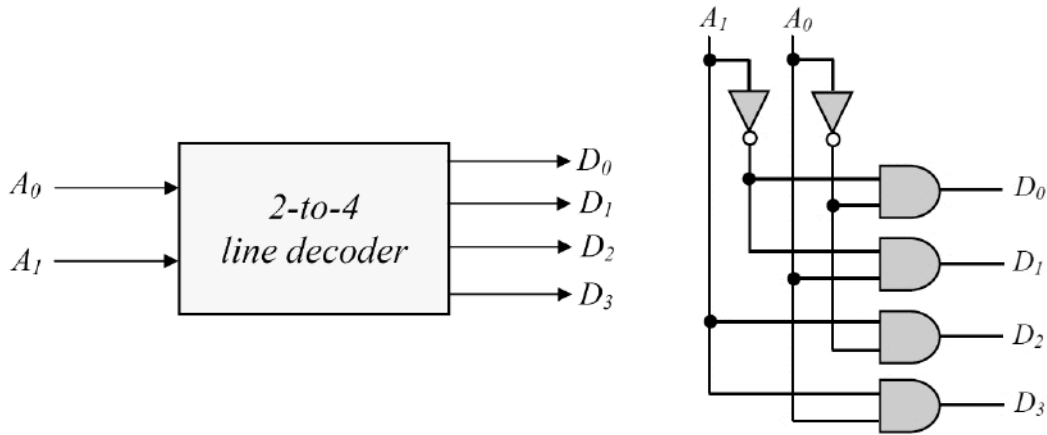 A₀
A₁
2-to-4
line decoder
D₀
D₁
D₂
D₃
A₁ A₀
D₀
D₁
D₂
D₃